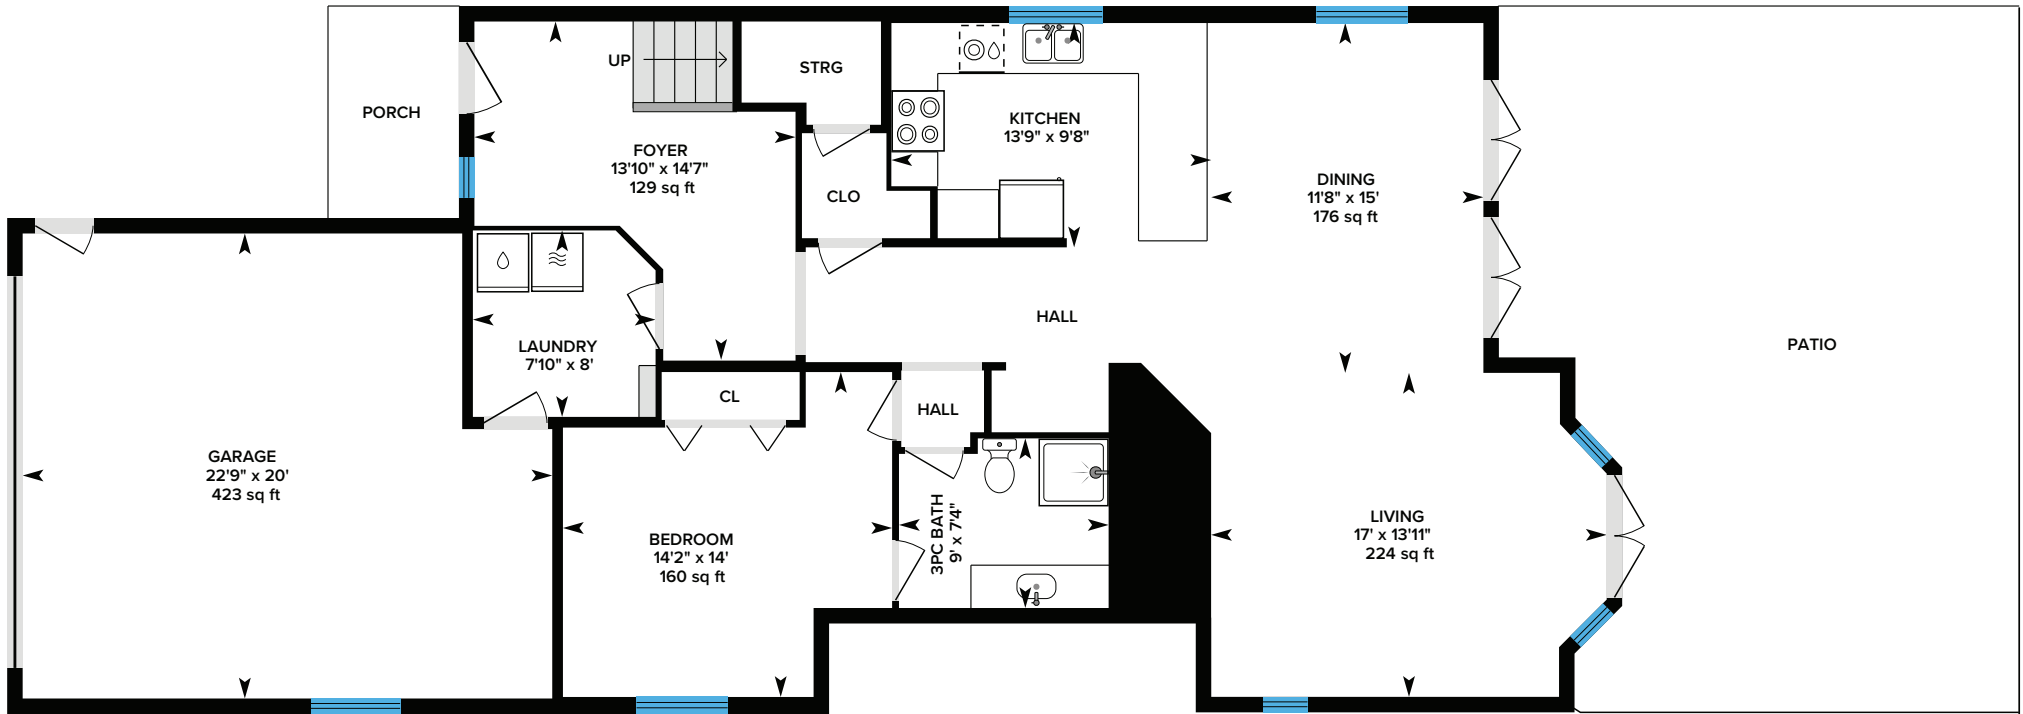 PORCH
UP
STRG
KITCHEN
13'9" x 9'8"
FOYER
13'10" x 14'7"
129 sq ft
CLO
DINING
11'8" x 15'
176 sq ft
HALL
PATIO
LAUNDRY
7'10" x 8'
CL
HALL
GARAGE
22'9" x 20'
423 sq ft
BEDROOM
14'2" x 14'
160 sq ft
3PC BATH
9' x 7'4"
LIVING
17' x 13'11"
224 sq ft